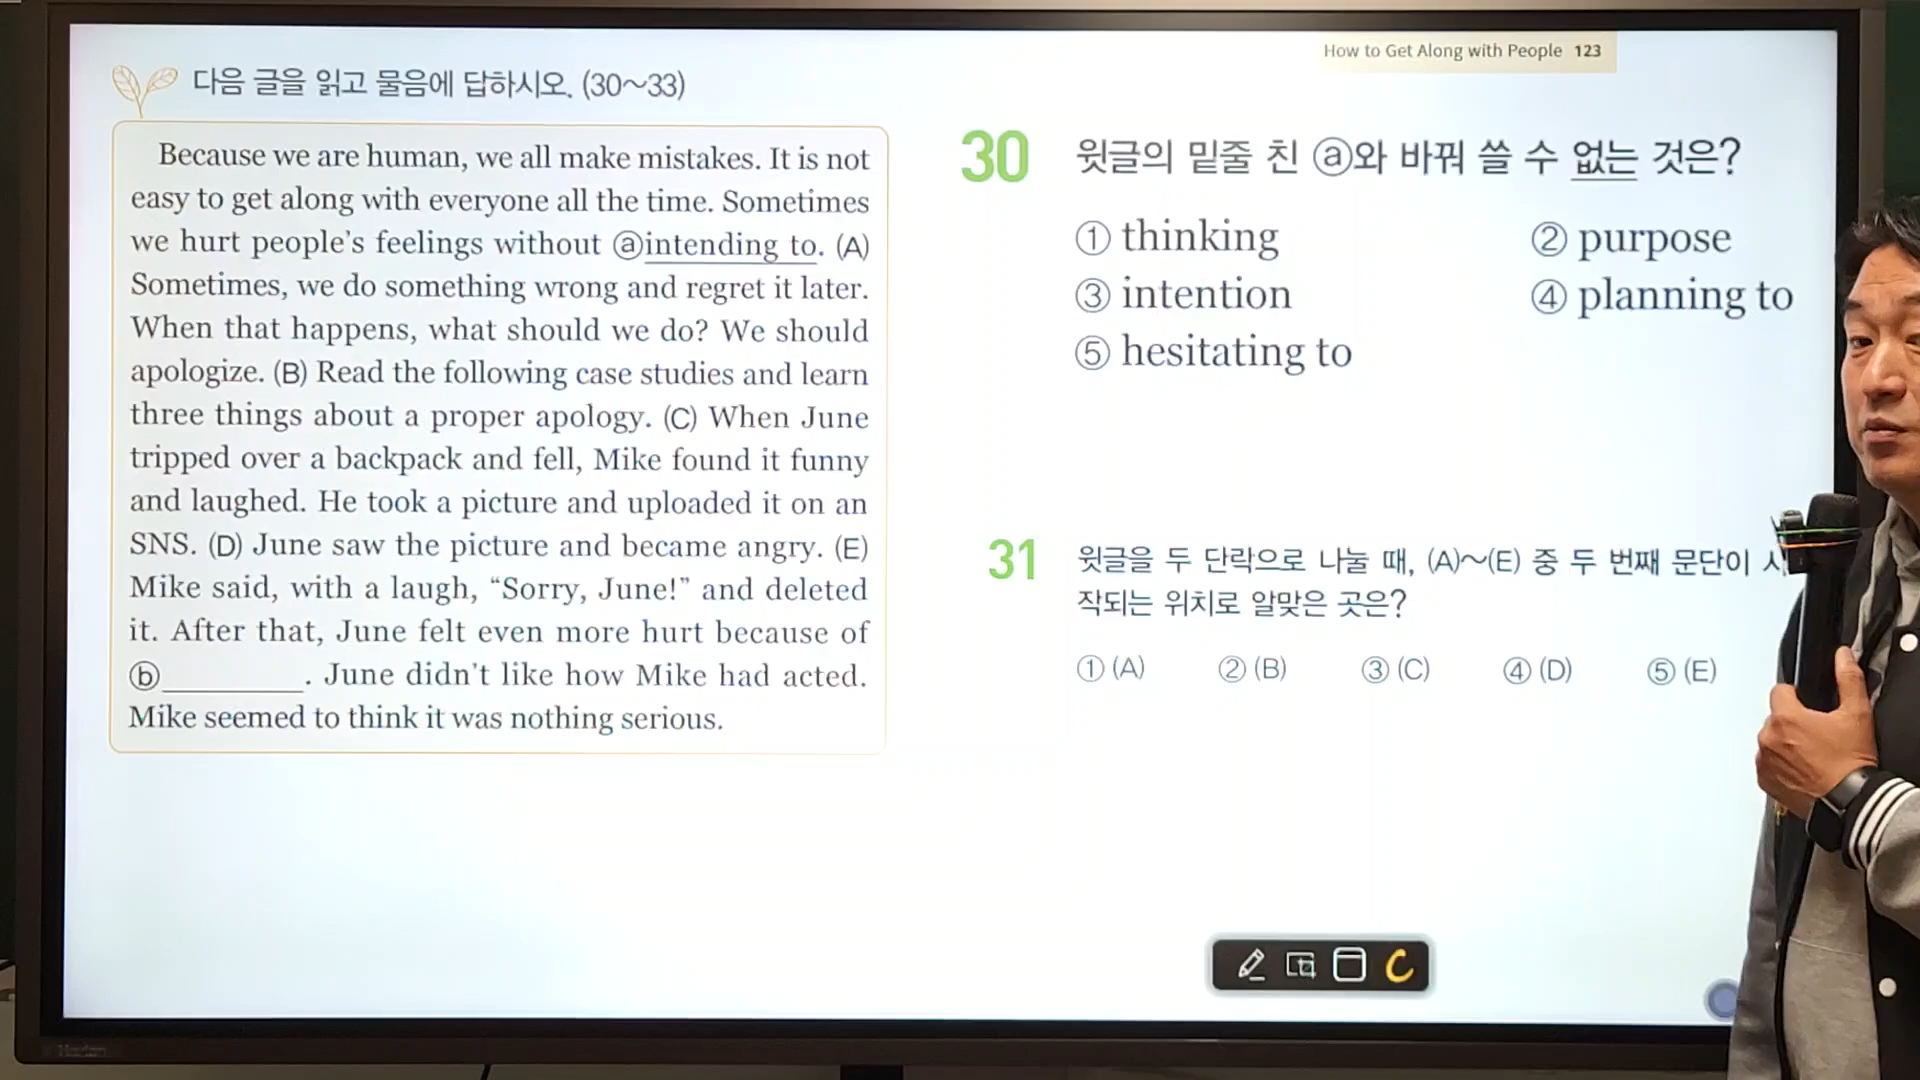 How to Get Along with People 123
다음 글을 읽고 물음에 답하시오. (30~33)
Because we are human, we all make mistakes. It is not
easy to get along with everyone all the time. Sometimes
we hurt people's feelings without ⓐintending to. (A)
Sometimes, we do something wrong and regret it later.
When that happens, what should we do? We should
apologize. (B) Read the following case studies and learn
three things about a proper apology. (C) When June
tripped over a backpack and fell, Mike found it funny
and laughed. He took a picture and uploaded it on an
SNS. (D) June saw the picture and became angry. (E)
Mike said, with a laugh, “Sorry, June!” and deleted
it. After that, June felt even more hurt because of
ⓑ__________. June didn't like how Mike had acted.
Mike seemed to think it was nothing serious.
30 윗글의 밑줄 친 ⓐ와 바꿔 쓸 수 없는 것은?
① thinking ② purpose
③ intention ④ planning to
⑤ hesitating to
31 윗글을 두 단락으로 나눌 때, (A)~(E) 중 두 번째 문단이 시
작되는 위치로 알맞은 곳은?
① (A) ② (B) ③ (C) ④ (D) ⑤ (E)